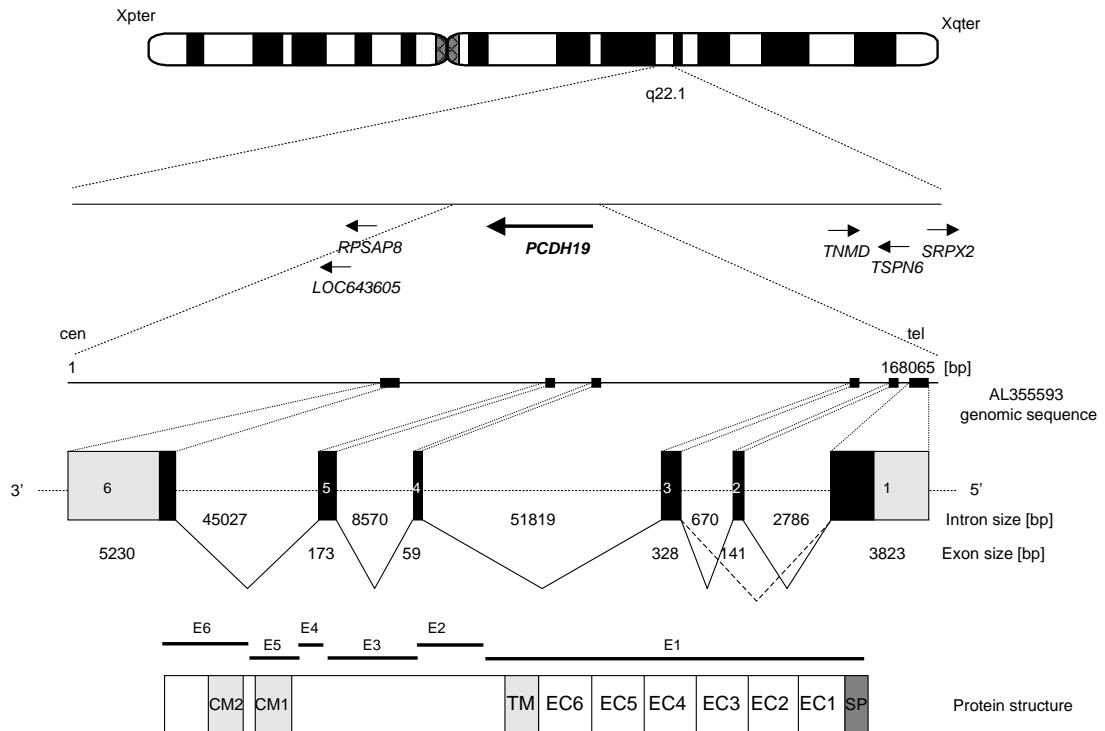 Xpter
Xqter
q22.1
RPSAP8
PCDH19
TNMD
SRPX2
TSPN6
LOC643605
cen
tel
1
168065 [bp]
AL355593
genomic sequence
3’
6
5
4
3
2
1
5’
45027
8570
51819
670
2786
Intron size [bp]
5230
173
59
328
141
3823
Exon size [bp]
E6
E5
E4
E3
E2
E1
CM2
CM1
TM
EC6
EC5
EC4
EC3
EC2
EC1
SP
Protein structure